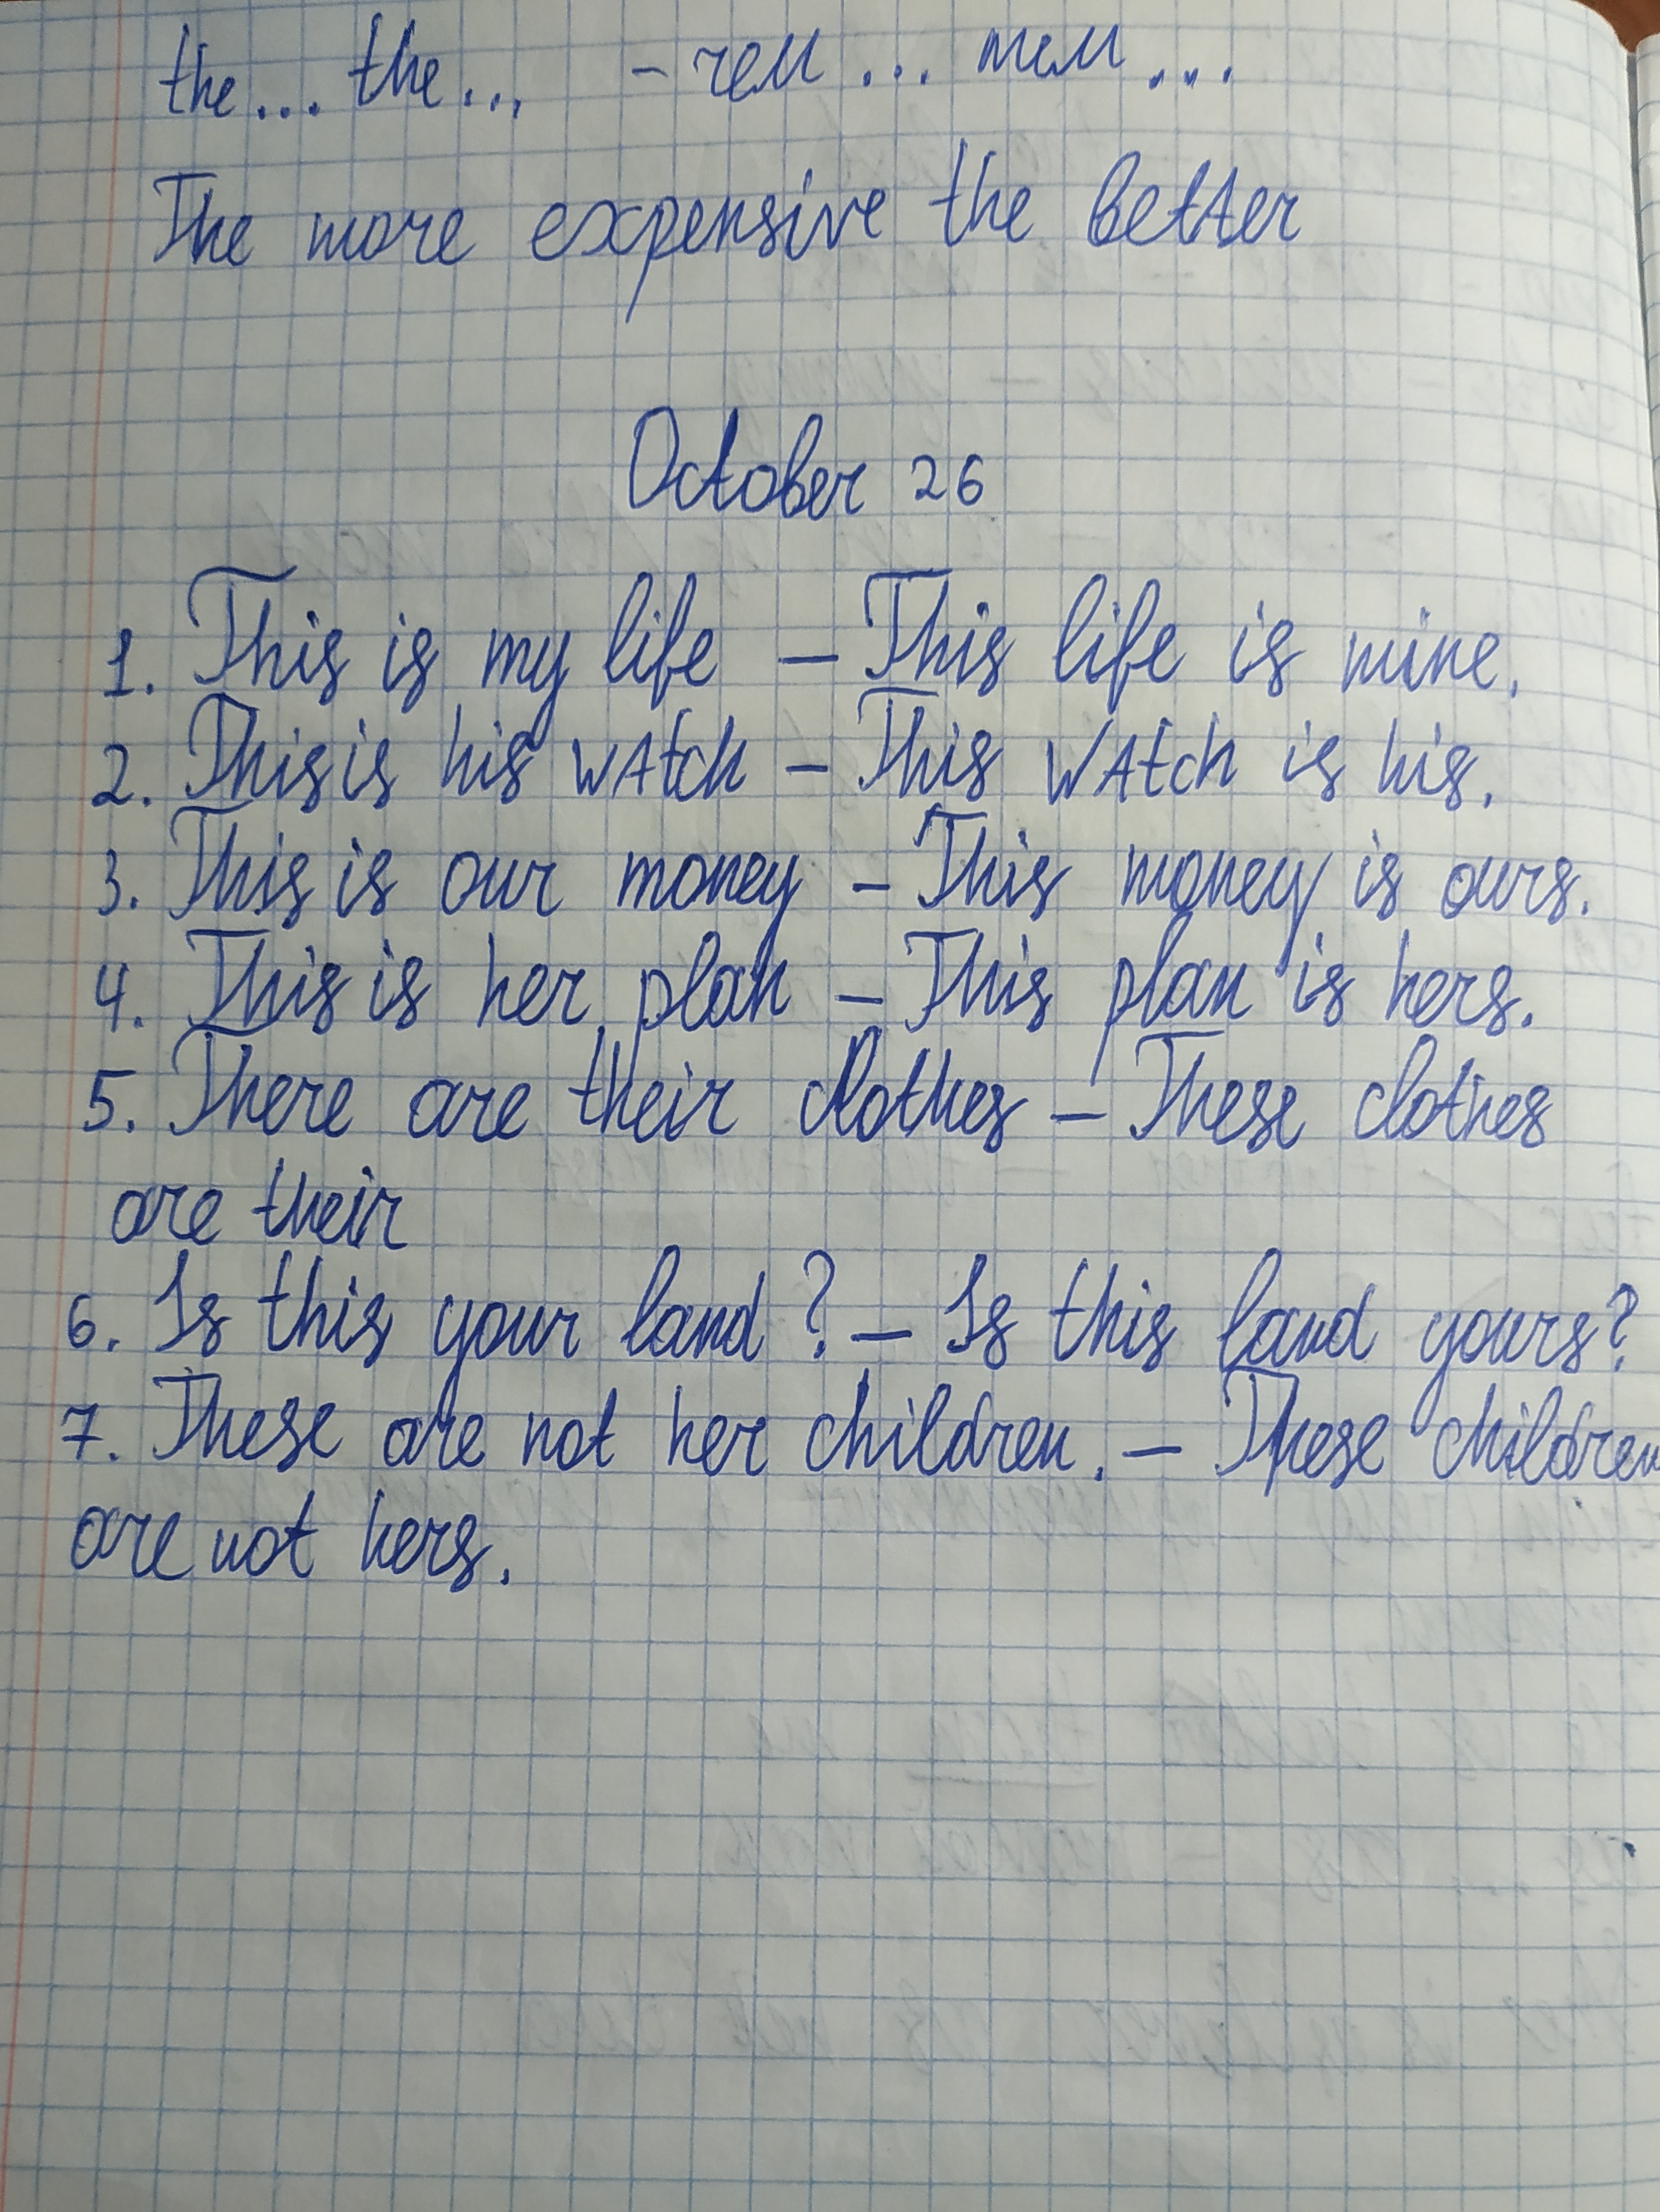 the... the... - чем ... тем ...
The more expensive the better
October 26
1. This is my life - This life is mine.
2. This is his watch - This watch is his.
3. This is our money - This money is ours.
4. This is her plan - This plan is hers.
5. There are their clothes - These clothes
are their
6. Is this your land? - Is this land yours?
7. These are not her children. - These children
are not hers.